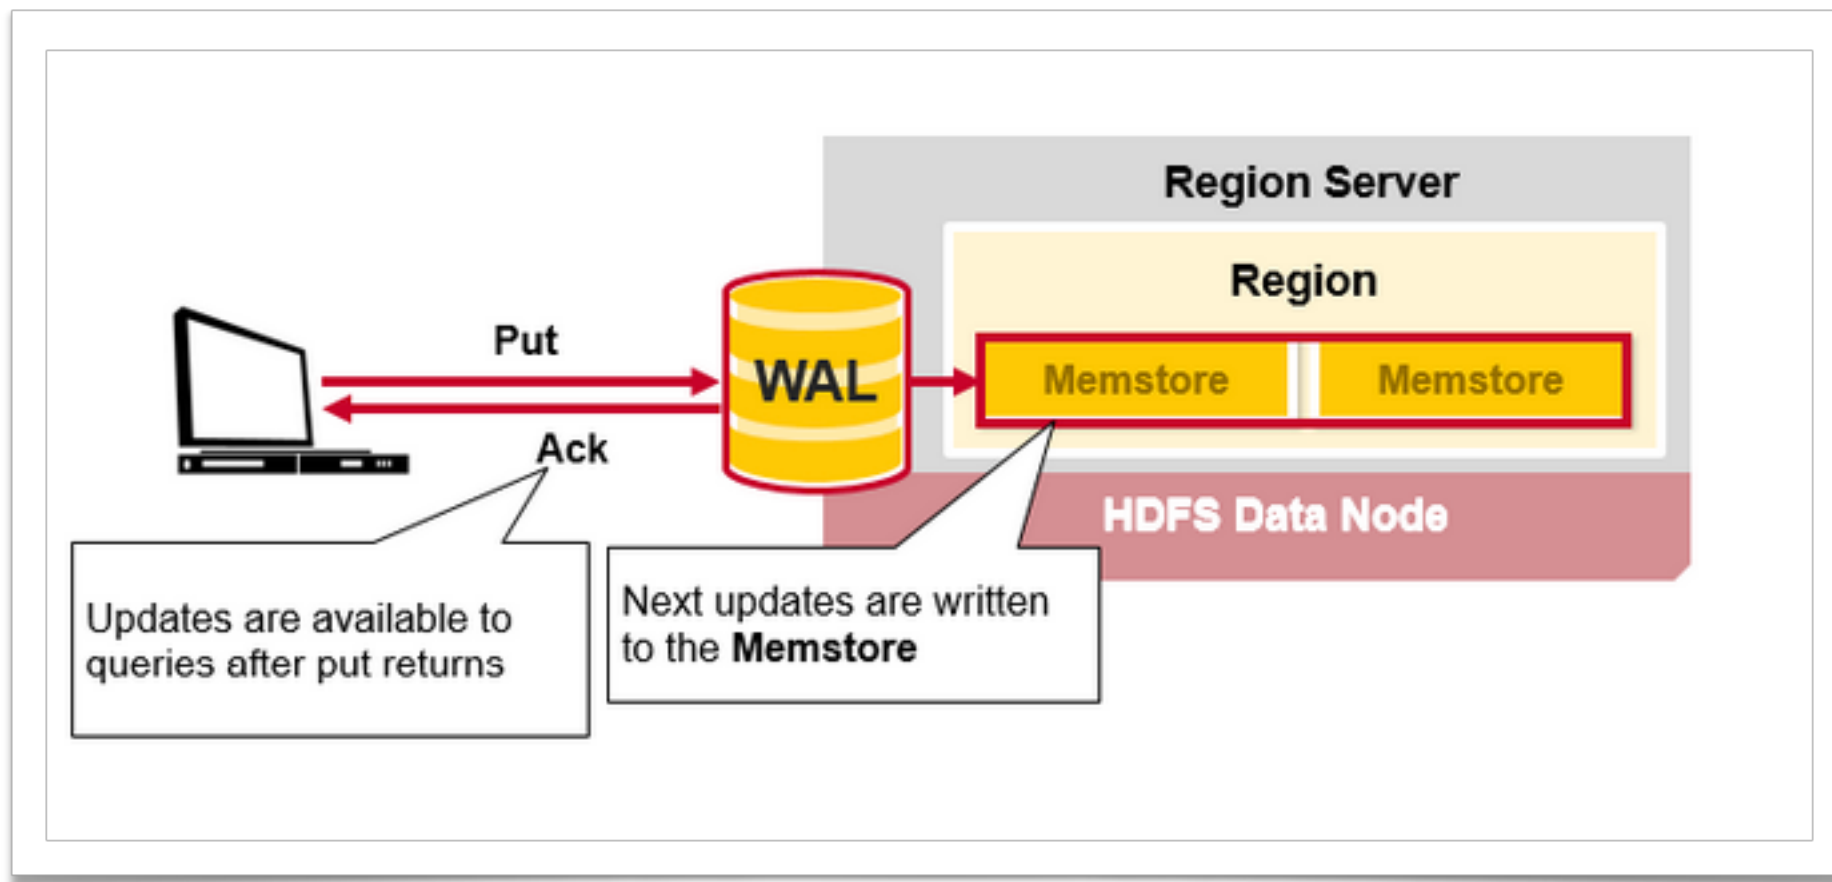 Region Server
Region
Put
WAL
Memstore
Memstore
Ack
HDFS Data Node
Updates are available to
queries after put returns
Next updates are written
to the Memstore